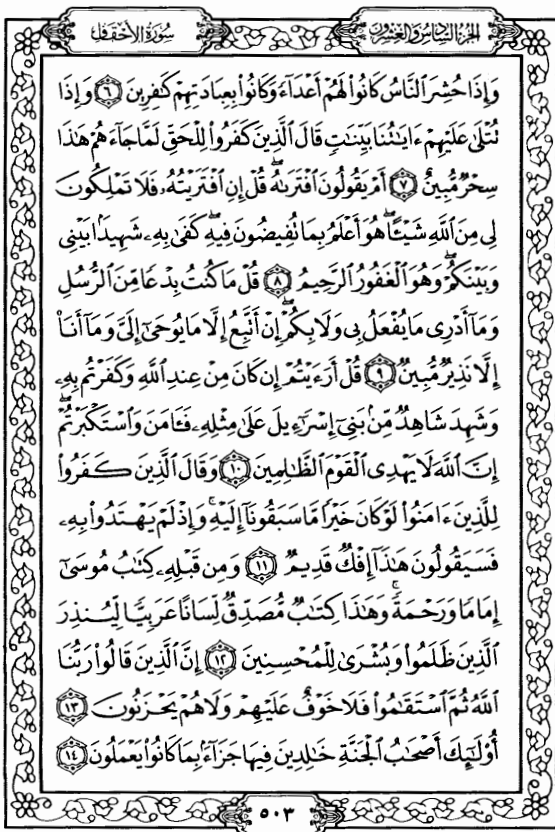 الجزء السادس والعشرون
سورة الأحقاف
وَإِذَا حُشِرَ ٱلنَّاسُ كَانُوا۟ لَهُمْ أَعْدَآءً وَكَانُوا۟ بِعِبَادَتِهِمْ كَٰفِرِينَ ٦ وَإِذَا
تُتْلَىٰ عَلَيْهِمْ ءَايَٰتُنَا بَيِّنَٰتٍ قَالَ ٱلَّذِينَ كَفَرُوا۟ لِلْحَقِّ لَمَّا جَآءَهُمْ هَٰذَا
سِحْرٌ مُّبِينٌ ٧ أَمْ يَقُولُونَ ٱفْتَرَىٰهُ ۖ قُلْ إِنِ ٱفْتَرَيْتُهُۥ فَلَا تَمْلِكُونَ
لِى مِنَ ٱللَّهِ شَيْـًٔا ۖ هُوَ أَعْلَمُ بِمَا تُفِيضُونَ فِيهِ ۖ كَفَىٰ بِهِۦ شَهِيدًۢا بَيْنِى
وَبَيْنَكُمْ ۖ وَهُوَ ٱلْغَفُورُ ٱلرَّحِيمُ ٨ قُلْ مَا كُنتُ بِدْعًا مِّنَ ٱلرُّسُلِ
وَمَآ أَدْرِى مَا يُفْعَلُ بِى وَلَا بِكُمْ ۖ إِنْ أَتَّبِعُ إِلَّا مَا يُوحَىٰٓ إِلَىَّ وَمَآ أَنَا۠
إِلَّا نَذِيرٌ مُّبِينٌ ٩ قُلْ أَرَءَيْتُمْ إِن كَانَ مِنْ عِندِ ٱللَّهِ وَكَفَرْتُم بِهِۦ
وَشَهِدَ شَاهِدٌ مِّنۢ بَنِىٓ إِسْرَٰٓءِيلَ عَلَىٰ مِثْلِهِۦ فَـَٔامَنَ وَٱسْتَكْبَرْتُمْ ۖ
إِنَّ ٱللَّهَ لَا يَهْدِى ٱلْقَوْمَ ٱلظَّٰلِمِينَ ١٠ وَقَالَ ٱلَّذِينَ كَفَرُوا۟
لِلَّذِينَ ءَامَنُوا۟ لَوْ كَانَ خَيْرًا مَّا سَبَقُونَآ إِلَيْهِ ۚ وَإِذْ لَمْ يَهْتَدُوا۟ بِهِۦ
فَسَيَقُولُونَ هَٰذَآ إِفْكٌ قَدِيمٌ ١١ وَمِن قَبْلِهِۦ كِتَٰبُ مُوسَىٰٓ
إِمَامًا وَرَحْمَةً ۚ وَهَٰذَا كِتَٰبٌ مُّصَدِّقٌ لِّسَانًا عَرَبِيًّا لِّيُنذِرَ
ٱلَّذِينَ ظَلَمُوا۟ وَبُشْرَىٰ لِلْمُحْسِنِينَ ١٢ إِنَّ ٱلَّذِينَ قَالُوا۟ رَبُّنَا
ٱللَّهُ ثُمَّ ٱسْتَقَٰمُوا۟ فَلَا خَوْفٌ عَلَيْهِمْ وَلَا هُمْ يَحْزَنُونَ ١٣
أُو۟لَٰٓئِكَ أَصْحَٰبُ ٱلْجَنَّةِ خَٰلِدِينَ فِيهَا جَزَآءًۢ بِمَا كَانُوا۟ يَعْمَلُونَ ١٤
٥٠٣